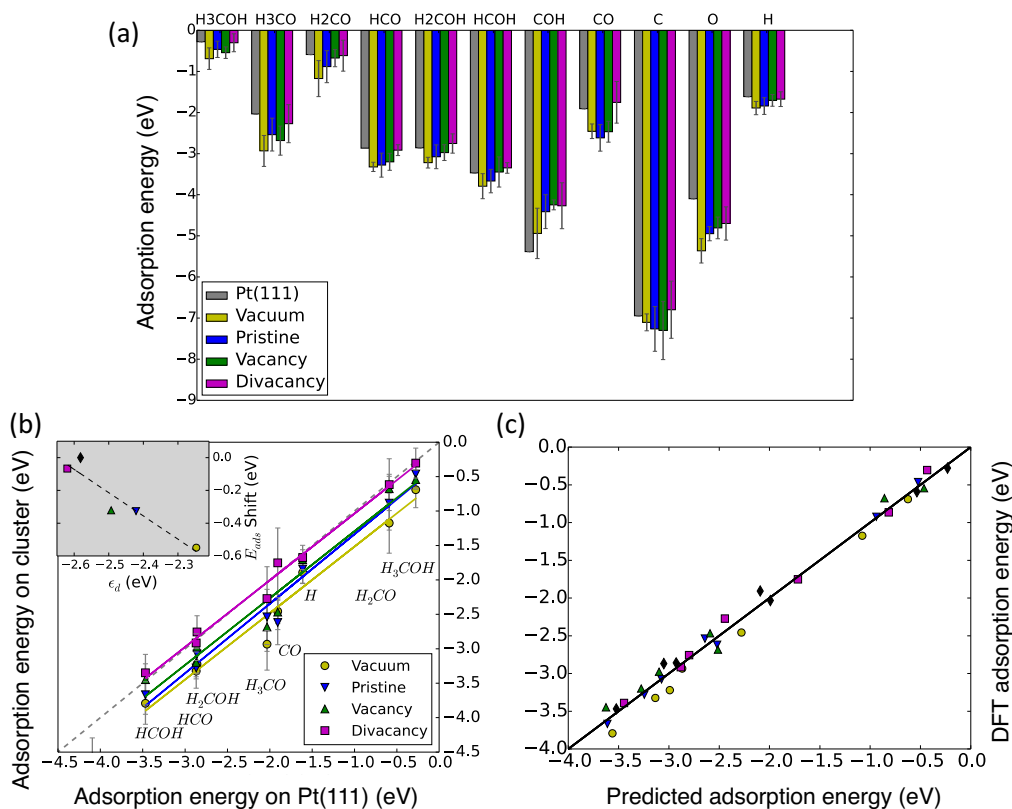 (a)
H3COH H3CO H2CO HCO H2COH HCOH COH CO C O H
Adsorption energy (eV)
0
−1
−2
−3
−4
−5
−6
−7
−8
−9
Pt(111)
Vacuum
Pristine
Vacancy
Divacancy
(b)
Adsorption energy on cluster (eV)
0.0
−0.2
−0.4
−0.6
E_ads Shift (eV)
−2.6 −2.4 −2.2
ϵ_d (eV)
0.0
−0.5
−1.0
−1.5
−2.0
−2.5
−3.0
−3.5
−4.0
−4.5
H₃COH
H₂CO
H
CO
H₃CO
H₂COH
HCO
HCOH
Vacuum
Pristine
Vacancy
Divacancy
−4.5 −4.0 −3.5 −3.0 −2.5 −2.0 −1.5 −1.0 −0.5 0.0
Adsorption energy on Pt(111) (eV)
(c)
0.0
−0.5
−1.0
−1.5
−2.0
−2.5
−3.0
−3.5
−4.0
DFT adsorption energy (eV)
−4.0 −3.5 −3.0 −2.5 −2.0 −1.5 −1.0 −0.5 0.0
Predicted adsorption energy (eV)